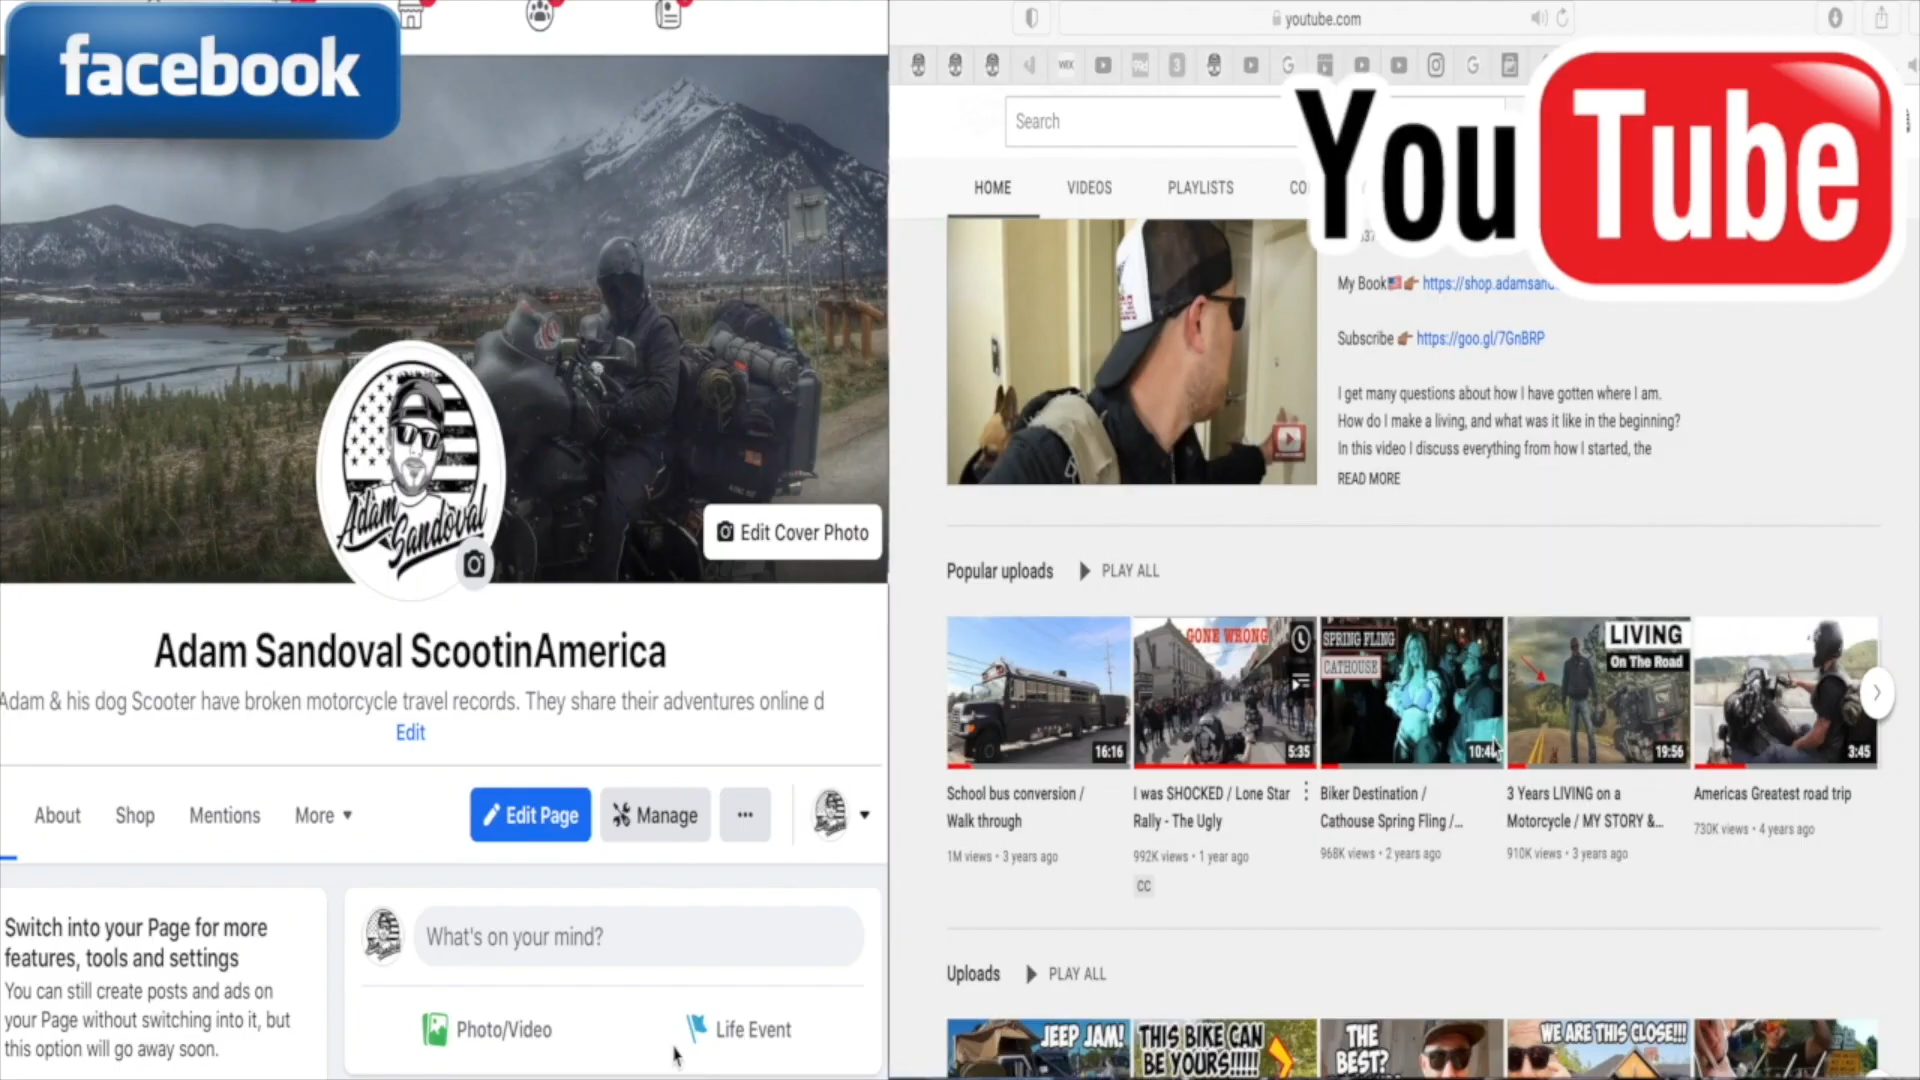 facebook
Adam
Sandoval
Edit Cover Photo
Adam Sandoval ScootinAmerica
Adam & his dog Scooter have broken motorcycle travel records. They share their adventures online d
Edit
About
Shop
Mentions
More
Edit Page
Manage
Switch into your Page for more
features, tools and settings
You can still create posts and ads on
your Page without switching into it, but
this option will go away soon.
What's on your mind?
Photo/Video
Life Event
youtube.com
WIX
3
G
G
YouTube
Search
HOME
VIDEOS
PLAYLISTS
CO
My Book https://shop.adamsand
Subscribe https://goo.gl/7GnBRP
I get many questions about how I have gotten where I am.
How do I make a living, and what was it like in the beginning?
In this video I discuss everything from how I started, the
READ MORE
Popular uploads
PLAY ALL
16:16
GONE WRONG
5:35
SPRING FLING
CATHOUSE
LIVING
On The Road
19:56
3:45
School bus conversion /
Walk through
1M views • 3 years ago
I was SHOCKED / Lone Star
Rally - The Ugly
992K views • 1 year ago
CC
Biker Destination /
Cathouse Spring Fling /...
968K views • 2 years ago
3 Years LIVING on a
Motorcycle / MY STORY &...
910K views • 3 years ago
Americas Greatest road trip
730K views • 4 years ago
Uploads
PLAY ALL
JEEP JAM!
THIS BIKE CAN
BE YOURS!!!!!
THE
BEST?
WE ARE THIS CLOSE!!!